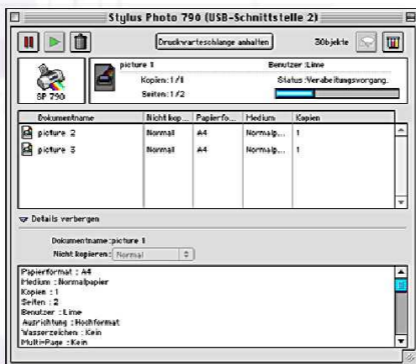 Stylus Photo 790 (USB-Schnittstelle 2)
Druckwarteschlange anhalten
3Objekte
picture 1
Benutzer :Lime
Kopien:1/1
Status :Verabeitungsvorgang.
Seiten:1/2
SP 790
Dokumentname Nicht kop... Papierfo... Medium Kopien
picture 2 Normal A4 Normalp... 1
picture 3 Normal A4 Normalp... 1
Details verbergen
Dokumentname :picture 1
Nicht kopieren: Normal
Papierformat : A4
Medium : Normalpapier
Kopien : 1
Seiten : 2
Benutzer : Lime
Ausrichtung : Hochformat
Wasserzeichen : Kein
Multi-Page : Kein